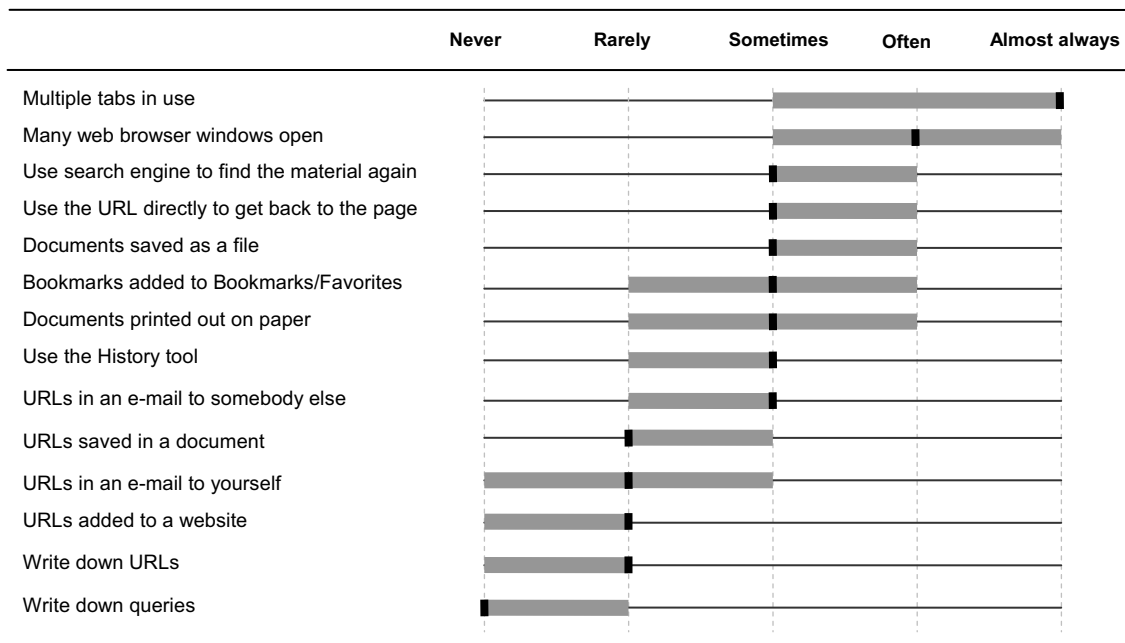 Never Rarely Sometimes Often Almost always
Multiple tabs in use
Many web browser windows open
Use search engine to find the material again
Use the URL directly to get back to the page
Documents saved as a file
Bookmarks added to Bookmarks/Favorites
Documents printed out on paper
Use the History tool
URLs in an e-mail to somebody else
URLs saved in a document
URLs in an e-mail to yourself
URLs added to a website
Write down URLs
Write down queries